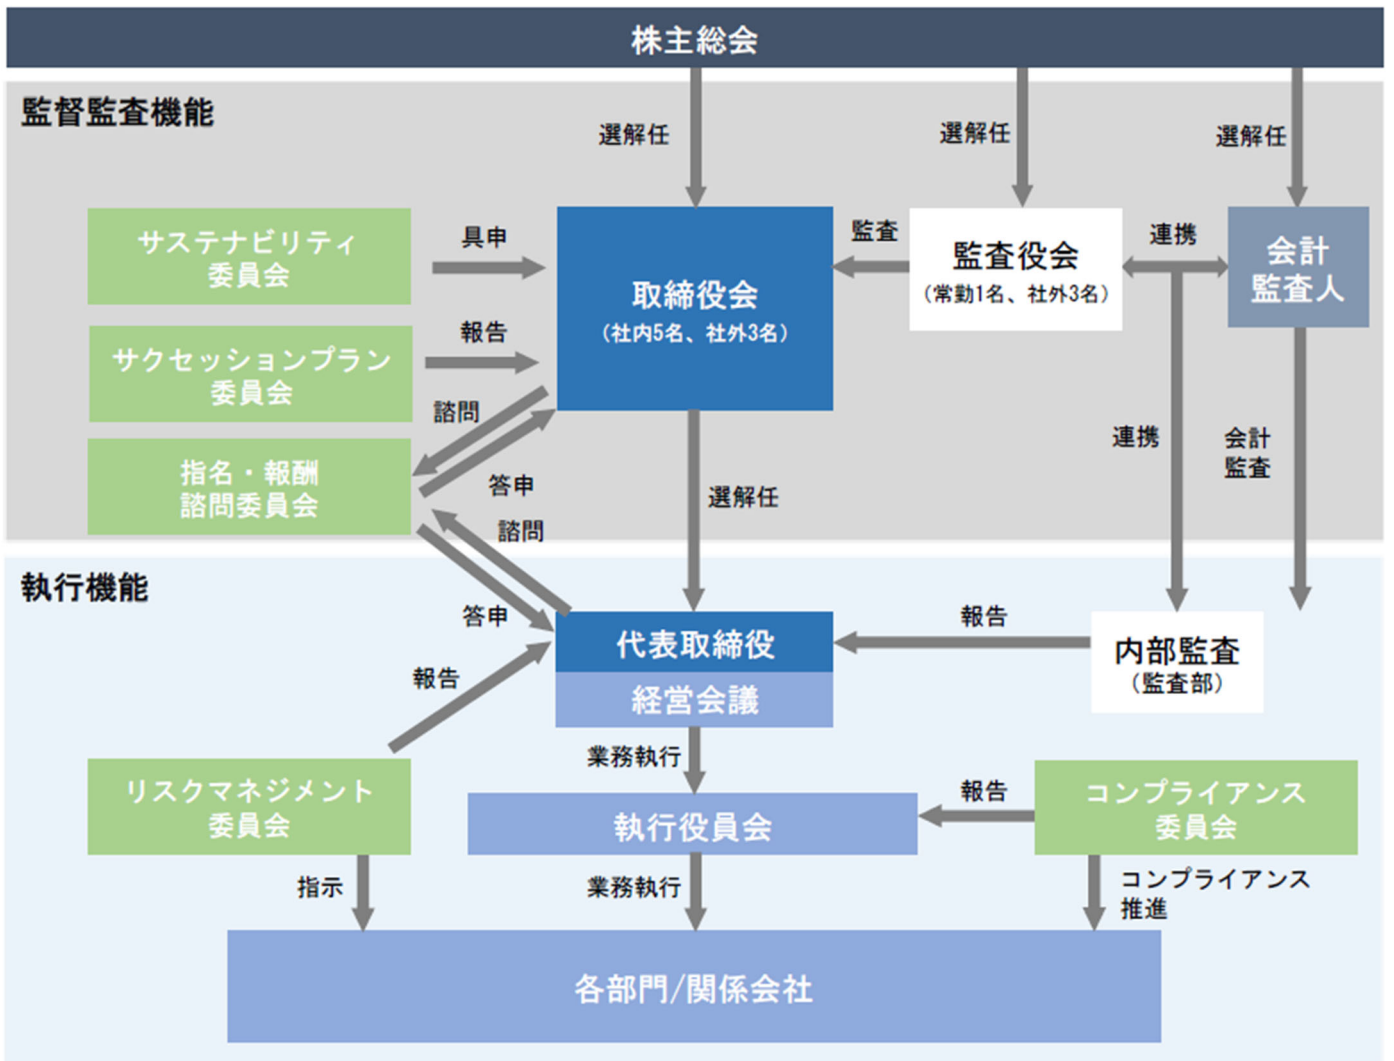 株主総会
監督監査機能
選解任
選解任
選解任
サステナビリティ
委員会
具申
取締役会
（社内5名、社外3名）
監査
監査役会
（常勤1名、社外3名）
連携
会計
監査人
サクセッションプラン
委員会
報告
諮問
指名・報酬
諮問委員会
答申
諮問
選解任
連携
会計
監査
執行機能
答申
報告
代表取締役
経営会議
報告
内部監査
（監査部）
業務執行
リスクマネジメント
委員会
執行役員会
報告
コンプライアンス
委員会
指示
業務執行
コンプライアンス
推進
各部門/関係会社